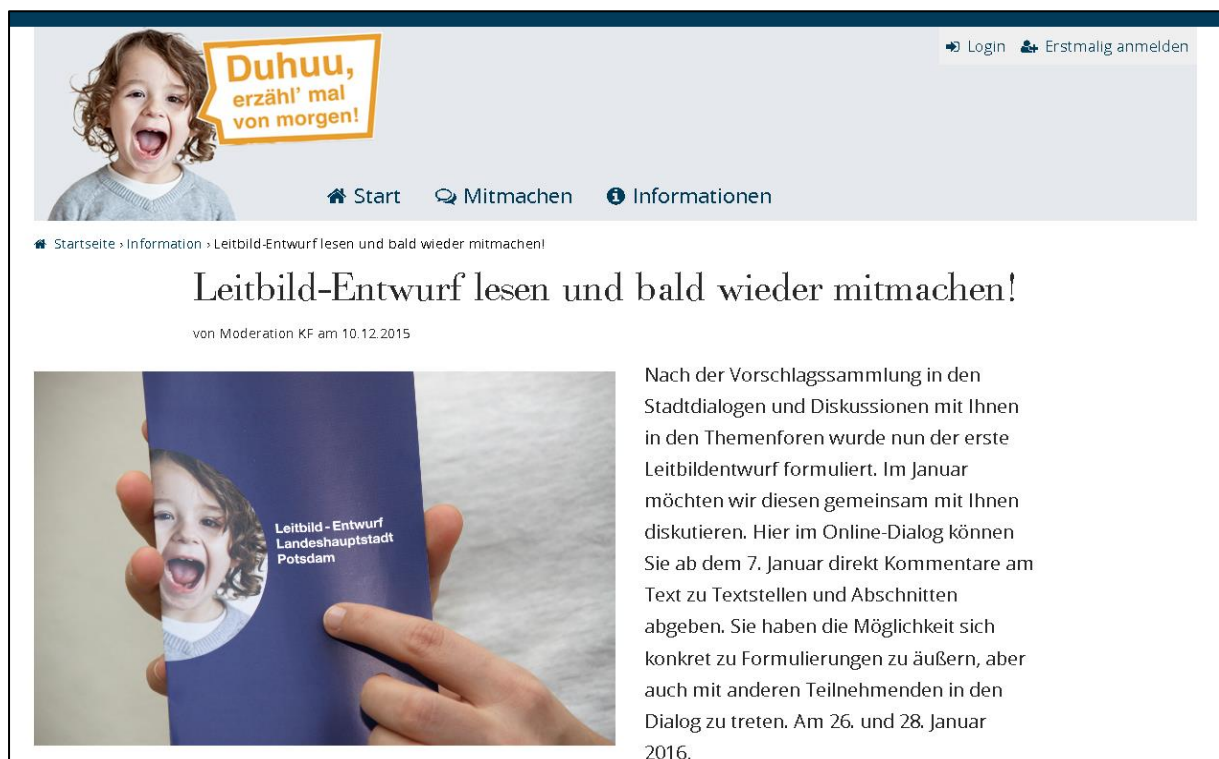 Duhuu,
erzähl' mal
von morgen!
Login Erstmalig anmelden
Start Mitmachen Informationen
Startseite › Information › Leitbild-Entwurf lesen und bald wieder mitmachen!
Leitbild-Entwurf lesen und bald wieder mitmachen!
von Moderation KF am 10.12.2015
Leitbild - Entwurf
Landeshauptstadt
Potsdam
Nach der Vorschlagssammlung in den
Stadtdialogen und Diskussionen mit Ihnen
in den Themenforen wurde nun der erste
Leitbildentwurf formuliert. Im Januar
möchten wir diesen gemeinsam mit Ihnen
diskutieren. Hier im Online-Dialog können
Sie ab dem 7. Januar direkt Kommentare am
Text zu Textstellen und Abschnitten
abgeben. Sie haben die Möglichkeit sich
konkret zu Formulierungen zu äußern, aber
auch mit anderen Teilnehmenden in den
Dialog zu treten. Am 26. und 28. Januar
2016.